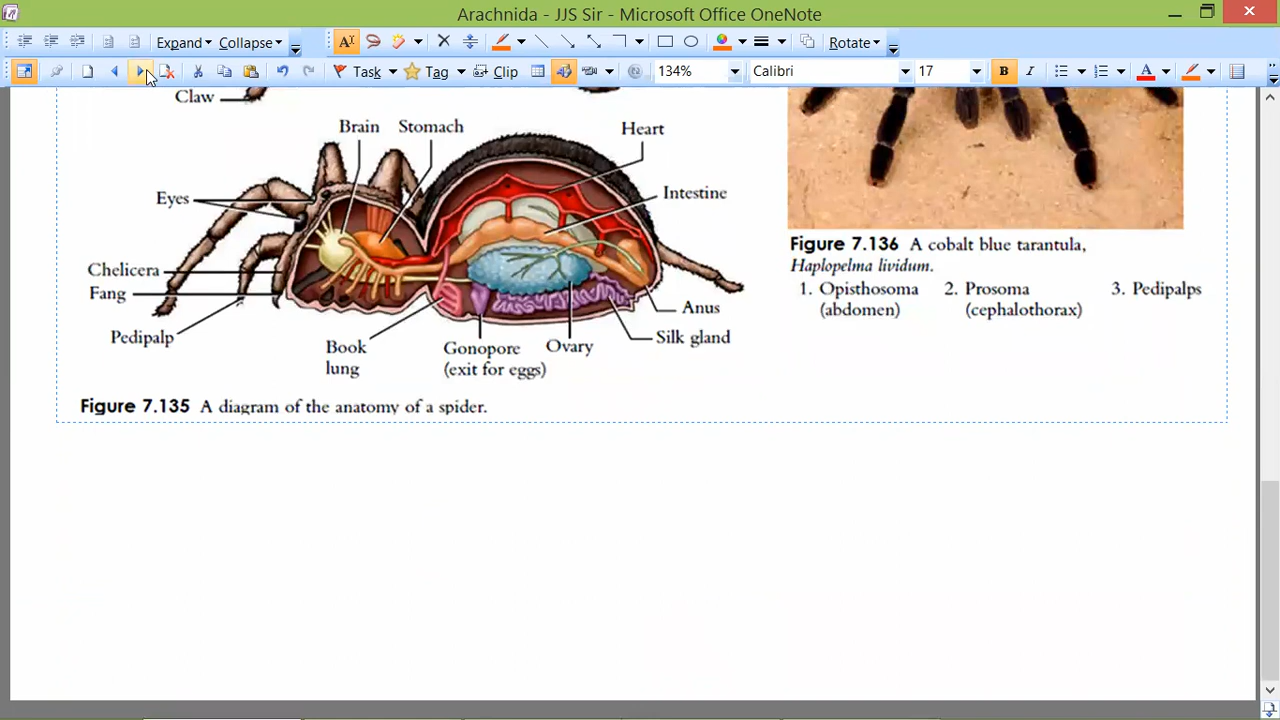 Arachnida - JJS Sir - Microsoft Office OneNote
Expand Collapse Rotate
Task Tag Clip 134% Calibri 17 B I A
Claw
Brain Stomach Heart
Eyes Intestine
Chelicera
Fang
Anus
Pedipalp Silk gland
Book lung
Gonopore (exit for eggs)
Ovary
Figure 7.135 A diagram of the anatomy of a spider.
Figure 7.136 A cobalt blue tarantula,
Haplopelma lividum.
1. Opisthosoma 2. Prosoma 3. Pedipalps
(abdomen) (cephalothorax)